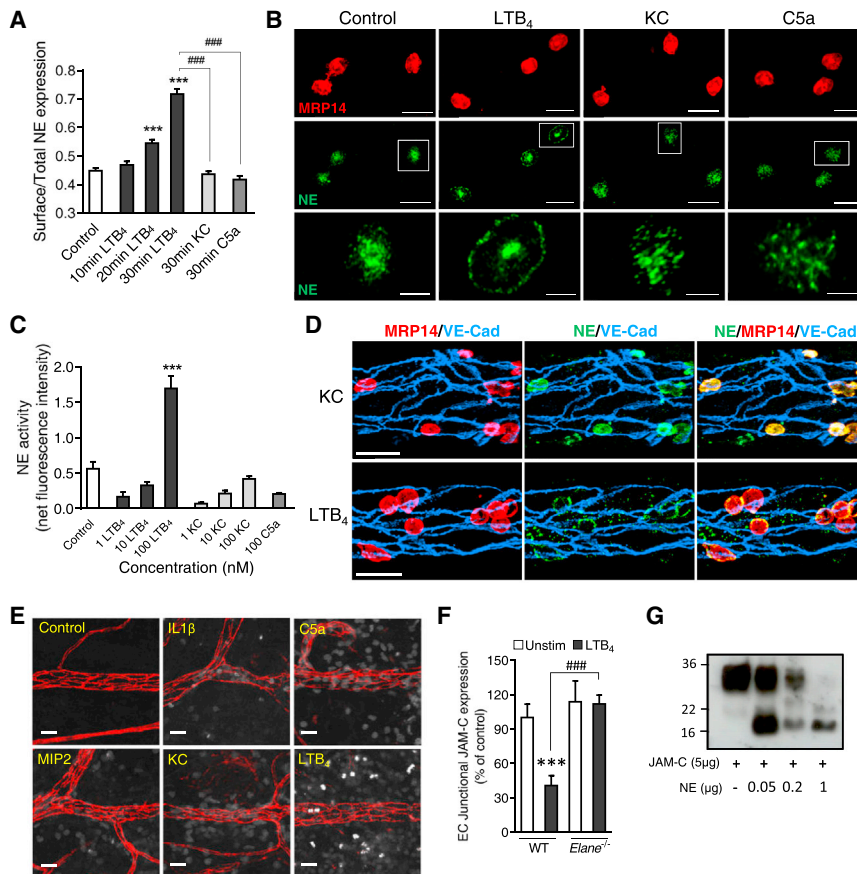 A
Surface/Total NE expression
0.8
0.7
0.6
0.5
0.4
0.3
***
***
###
###
Control
10min LTB₄
20min LTB₄
30min LTB₄
30min KC
30min C5a
B
Control
LTB₄
KC
C5a
MRP14
NE
NE
C
NE activity
(net fluorescence intensity)
2.0
1.5
1.0
0.5
0.0
***
Control
1 LTB₄
10 LTB₄
100 LTB₄
1 KC
10 KC
100 KC
100 C5a
Concentration (nM)
D
MRP14/VE-Cad
NE/VE-Cad
NE/MRP14/VE-Cad
KC
LTB₄
E
Control
IL1β
C5a
MIP2
KC
LTB₄
F
Unstim
LTB₄
EC Junctional JAM-C expression
(% of control)
150
120
90
60
30
0
***
###
WT
Elane-/-
G
36
22
16
JAM-C (5µg) + + + +
NE (µg) - 0.05 0.2 1